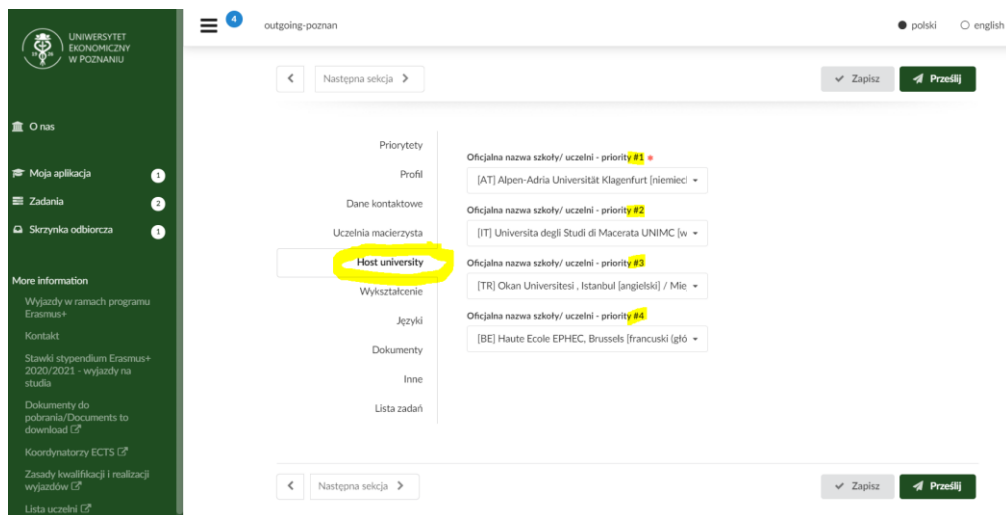 UNIWERSYTET
EKONOMICZNY
W POZNANIU
4
outgoing-poznan
polski
english
Następna sekcja
Zapisz
Prześlij
O nas
Moja aplikacja 1
Zadania 2
Skrzynka odbiorcza 1
More information
Wyjazdy w ramach programu
Erasmus+
Kontakt
Stawki stypendium Erasmus+
2020/2021 - wyjazdy na
studia
Dokumenty do
pobrania/Documents to
download
Koordynatorzy ECTS
Zasady kwalifikacji i realizacji
wyjazdów
Lista uczelni
Priorytety
Profil
Dane kontaktowe
Uczelnia macierzysta
Host university
Wykształcenie
Języki
Dokumenty
Inne
Lista zadań
Oficjalna nazwa szkoły/ uczelni - priority #1 *
[AT] Alpen-Adria Universität Klagenfurt [niemiec
Oficjalna nazwa szkoły/ uczelni - priority #2
[IT] Universita degli Studi di Macerata UNIMC [w
Oficjalna nazwa szkoły/ uczelni - priority #3
[TR] Okan Universitesi , Istanbul [angielski] / Mię
Oficjalna nazwa szkoły/ uczelni - priority #4
[BE] Haute Ecole EPHEC, Brussels [francuski (głó
Następna sekcja
Zapisz
Prześlij